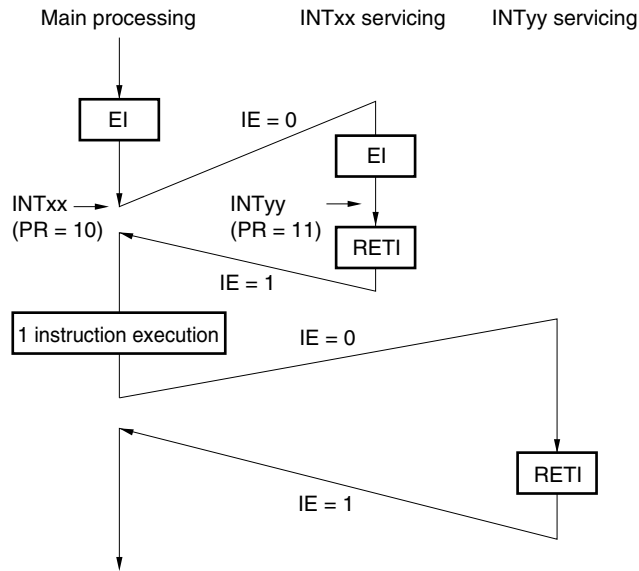 Main processing
INTxx servicing
INTyy servicing
EI
IE = 0
EI
INTxx
(PR = 10)
INTyy
(PR = 11)
RETI
IE = 1
1 instruction execution
IE = 0
RETI
IE = 1